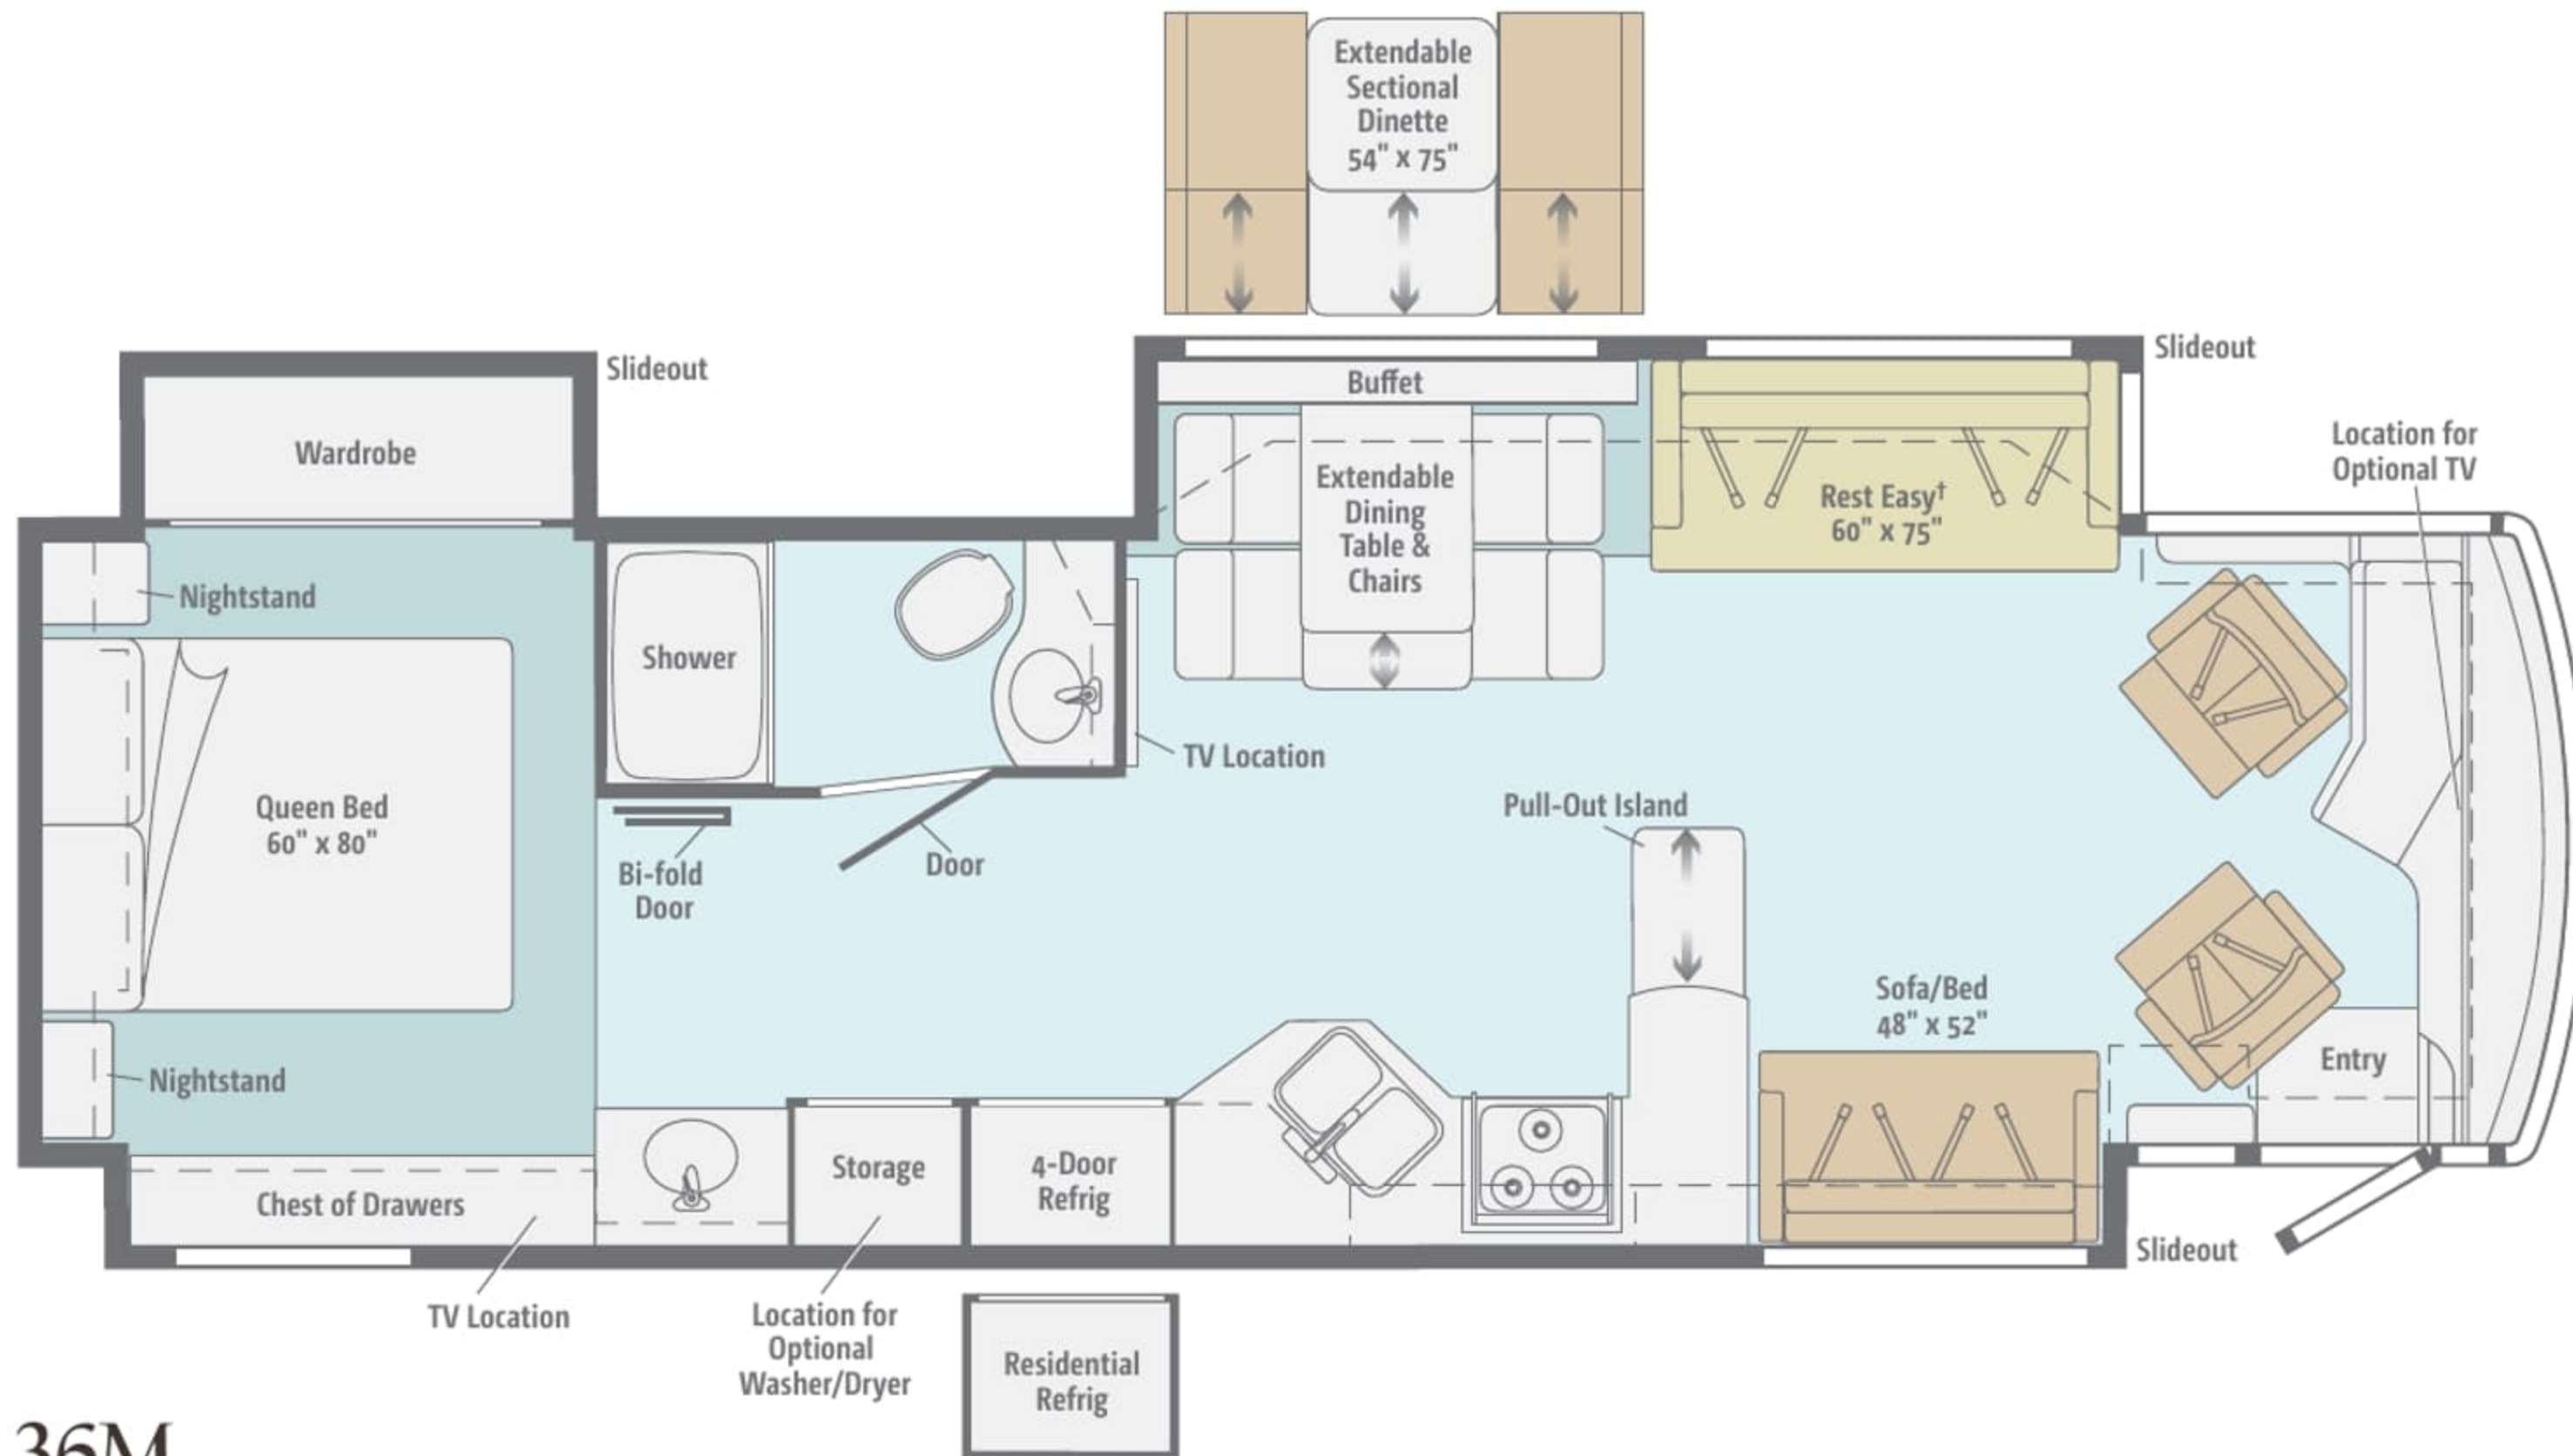 Extendable
Sectional
Dinette
54" x 75"
Slideout
Slideout
Buffet
Wardrobe
Location for
Optional TV
Extendable
Dining
Table &
Chairs
Rest Easy†
60" x 75"
Nightstand
Shower
TV Location
Queen Bed
60" x 80"
Pull-Out Island
Bi-fold
Door
Door
Sofa/Bed
48" x 52"
Entry
Nightstand
Storage
4-Door
Refrig
Chest of Drawers
Slideout
TV Location
Location for
Optional
Washer/Dryer
Residential
Refrig
36M